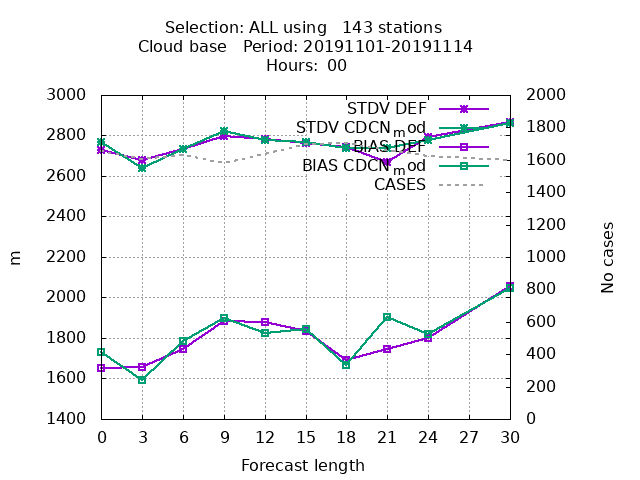 Selection: ALL using 143 stations
Cloud base Period: 20191101-20191114
Hours: 00
3000
2800
2600
2400
2200
2000
1800
1600
1400
m
2000
1800
1600
1400
1200
1000
800
600
400
200
0
No cases
STDV DEF
STDV CDCN_mod
BIAS DEF
BIAS CDCN_mod
CASES
0 3 6 9 12 15 18 21 24 27 30
Forecast length